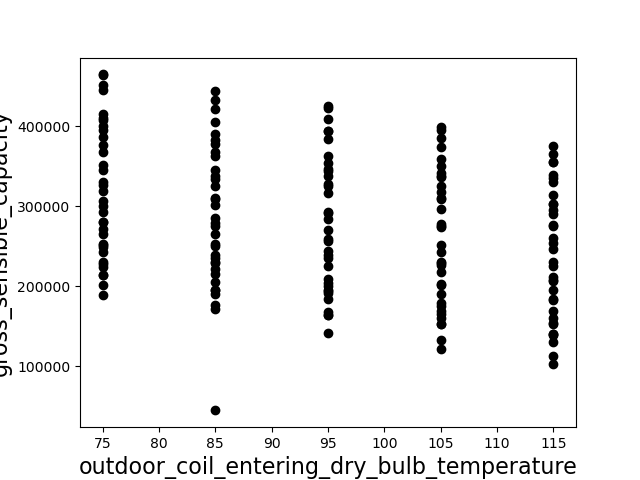 400000
300000
200000
100000
gross_sensible_capacity
75 80 85 90 95 100 105 110 115
outdoor_coil_entering_dry_bulb_temperature